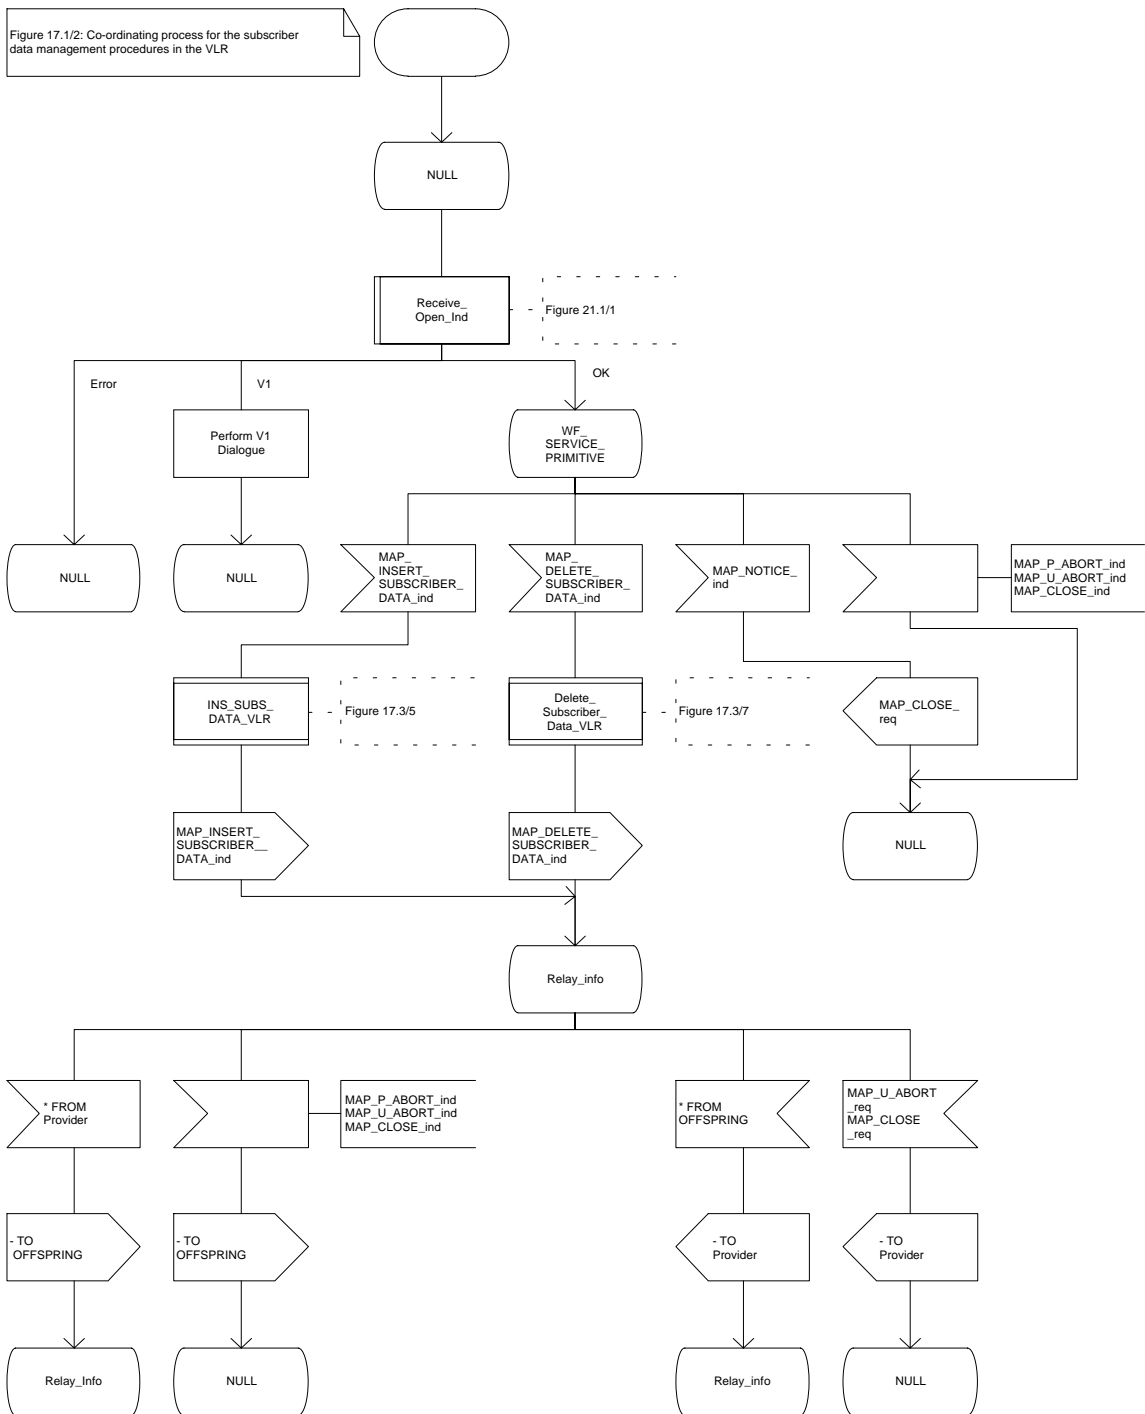 Figure 17.1/2: Co-ordinating process for the subscriber
data management procedures in the VLR
NULL
Receive_
Open_Ind
Figure 21.1/1
Error
V1
OK
Perform V1
Dialogue
WF_
SERVICE_
PRIMITIVE
NULL
NULL
MAP_
INSERT_
SUBSCRIBER_
DATA_ind
MAP_
DELETE_
SUBSCRIBER_
DATA_ind
MAP_NOTICE_
ind
MAP_P_ABORT_ind
MAP_U_ABORT_ind
MAP_CLOSE_ind
INS_SUBS_
DATA_VLR
Figure 17.3/5
Delete_
Subscriber_
Data_VLR
Figure 17.3/7
MAP_CLOSE_
req
MAP_INSERT_
SUBSCRIBER__
DATA_ind
MAP_DELETE_
SUBSCRIBER_
DATA_ind
NULL
Relay_info
* FROM
Provider
MAP_P_ABORT_ind
MAP_U_ABORT_ind
MAP_CLOSE_ind
* FROM
OFFSPRING
MAP_U_ABORT
_req
MAP_CLOSE
_req
- TO
OFFSPRING
- TO
OFFSPRING
- TO
Provider
- TO
Provider
Relay_Info
NULL
Relay_info
NULL